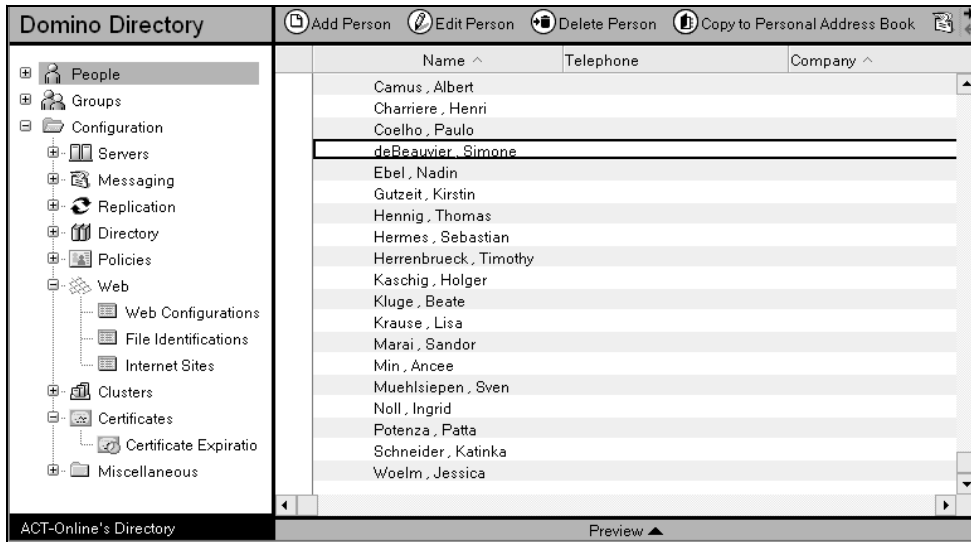 Domino Directory
Add Person Edit Person Delete Person Copy to Personal Address Book
Name Telephone Company
People
Groups
Configuration
Servers
Messaging
Replication
Directory
Policies
Web
Web Configurations
File Identifications
Internet Sites
Clusters
Certificates
Certificate Expiratio
Miscellaneous
Camus , Albert
Charriere , Henri
Coelho , Paulo
deBeauvier , Simone
Ebel , Nadin
Gutzeit , Kirstin
Hennig , Thomas
Hermes , Sebastian
Herrenbrueck , Timothy
Kaschig , Holger
Kluge , Beate
Krause , Lisa
Marai , Sandor
Min , Ancee
Muehlsiepen , Sven
Noll , Ingrid
Potenza , Patta
Schneider , Katinka
Woelm , Jessica
ACT-Online's Directory
Preview